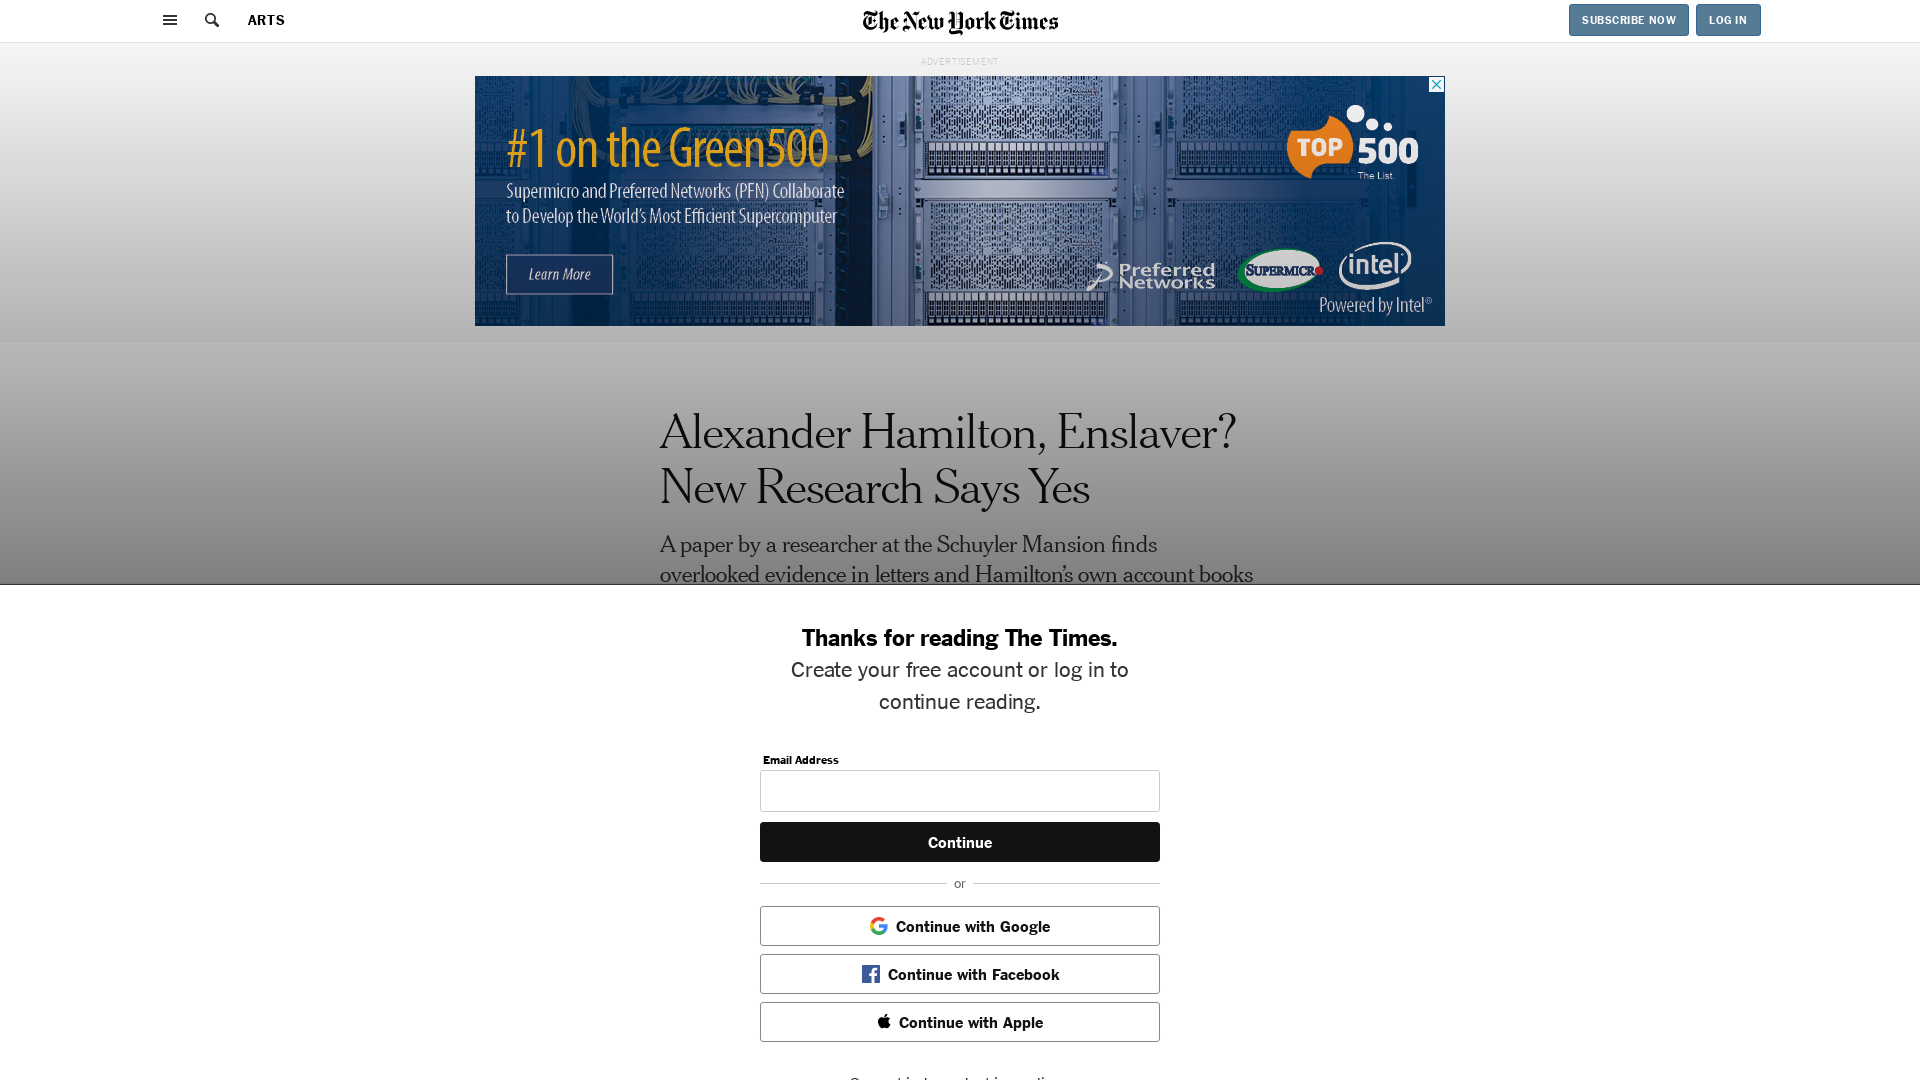 ARTS
The New York Times
SUBSCRIBE NOW
LOG IN
ADVERTISEMENT
#1 on the Green500
Supermicro and Preferred Networks (PFN) Collaborate
to Develop the World's Most Efficient Supercomputer
Learn More
TOP 500
The List.
Preferred
Networks
SUPERMICR
intel
Powered by Intel®
Alexander Hamilton, Enslaver?
New Research Says Yes
A paper by a researcher at the Schuyler Mansion finds
overlooked evidence in letters and Hamilton’s own account books
Thanks for reading The Times.
Create your free account or log in to
continue reading.
Email Address
Continue
or
Continue with Google
Continue with Facebook
Continue with Apple